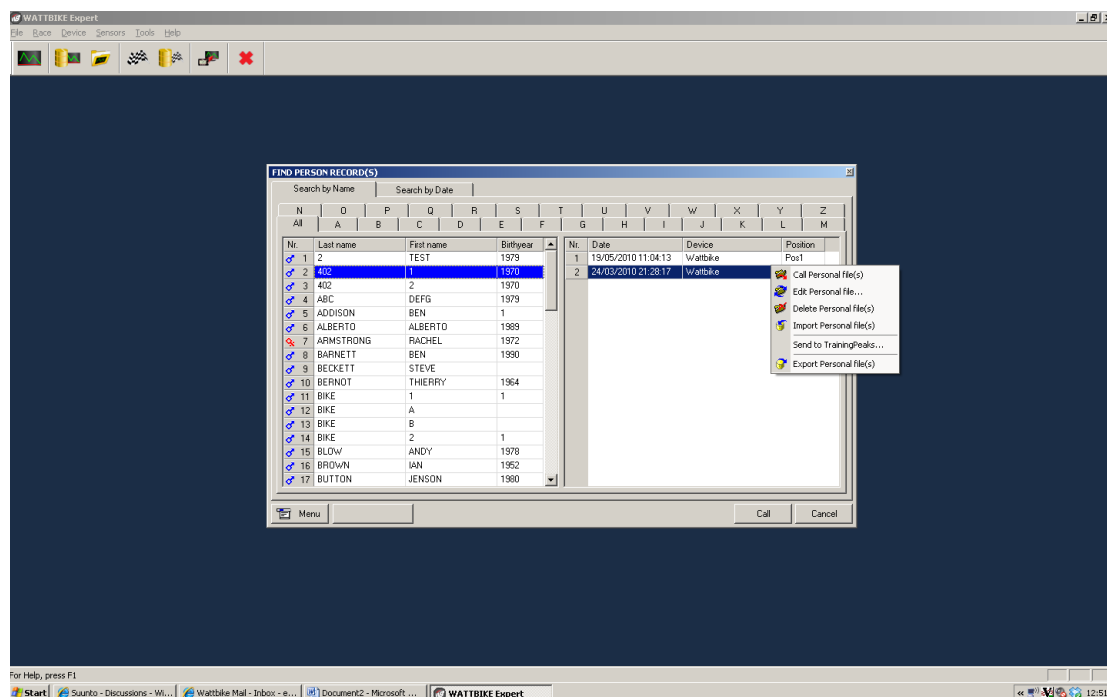 WATTBIKE Expert
File Race Device Sensors Tools Help
FIND PERSON RECORD(S)
Search by Name Search by Date
N O P Q R S T U V W X Y Z
All A B C D E F G H I J K L M
Nr. Last name First name Birthyear Nr. Date Device Position
1 2 TEST 1979 1 19/05/2010 11:04:13 Wattbike Pos1
2 402 1 1970 2 24/03/2010 21:28:17 Wattbike
3 402 2 1970
4 ABC DEFG 1979
5 ADDISON BEN 1
6 ALBERTO ALBERTO 1989
7 ARMSTRONG RACHEL 1972
8 BARNETT BEN 1990
9 BECKETT STEVE
10 BERNOT THIERRY 1964
11 BIKE 1 1
12 BIKE A
13 BIKE B
14 BIKE 2 1
15 BLOW ANDY 1978
16 BROWN IAN 1952
17 BUTTON JENSON 1980
Call Personal file(s)
Edit Personal file...
Delete Personal file(s)
Import Personal file(s)
Send to TrainingPeaks...
Export Personal file(s)
Menu Call Cancel
For Help, press F1
Start Suunto - Discussions - Wi... Wattbike Mail - Inbox - e... Document2 - Microsoft ... WATTBIKE Expert 12:51